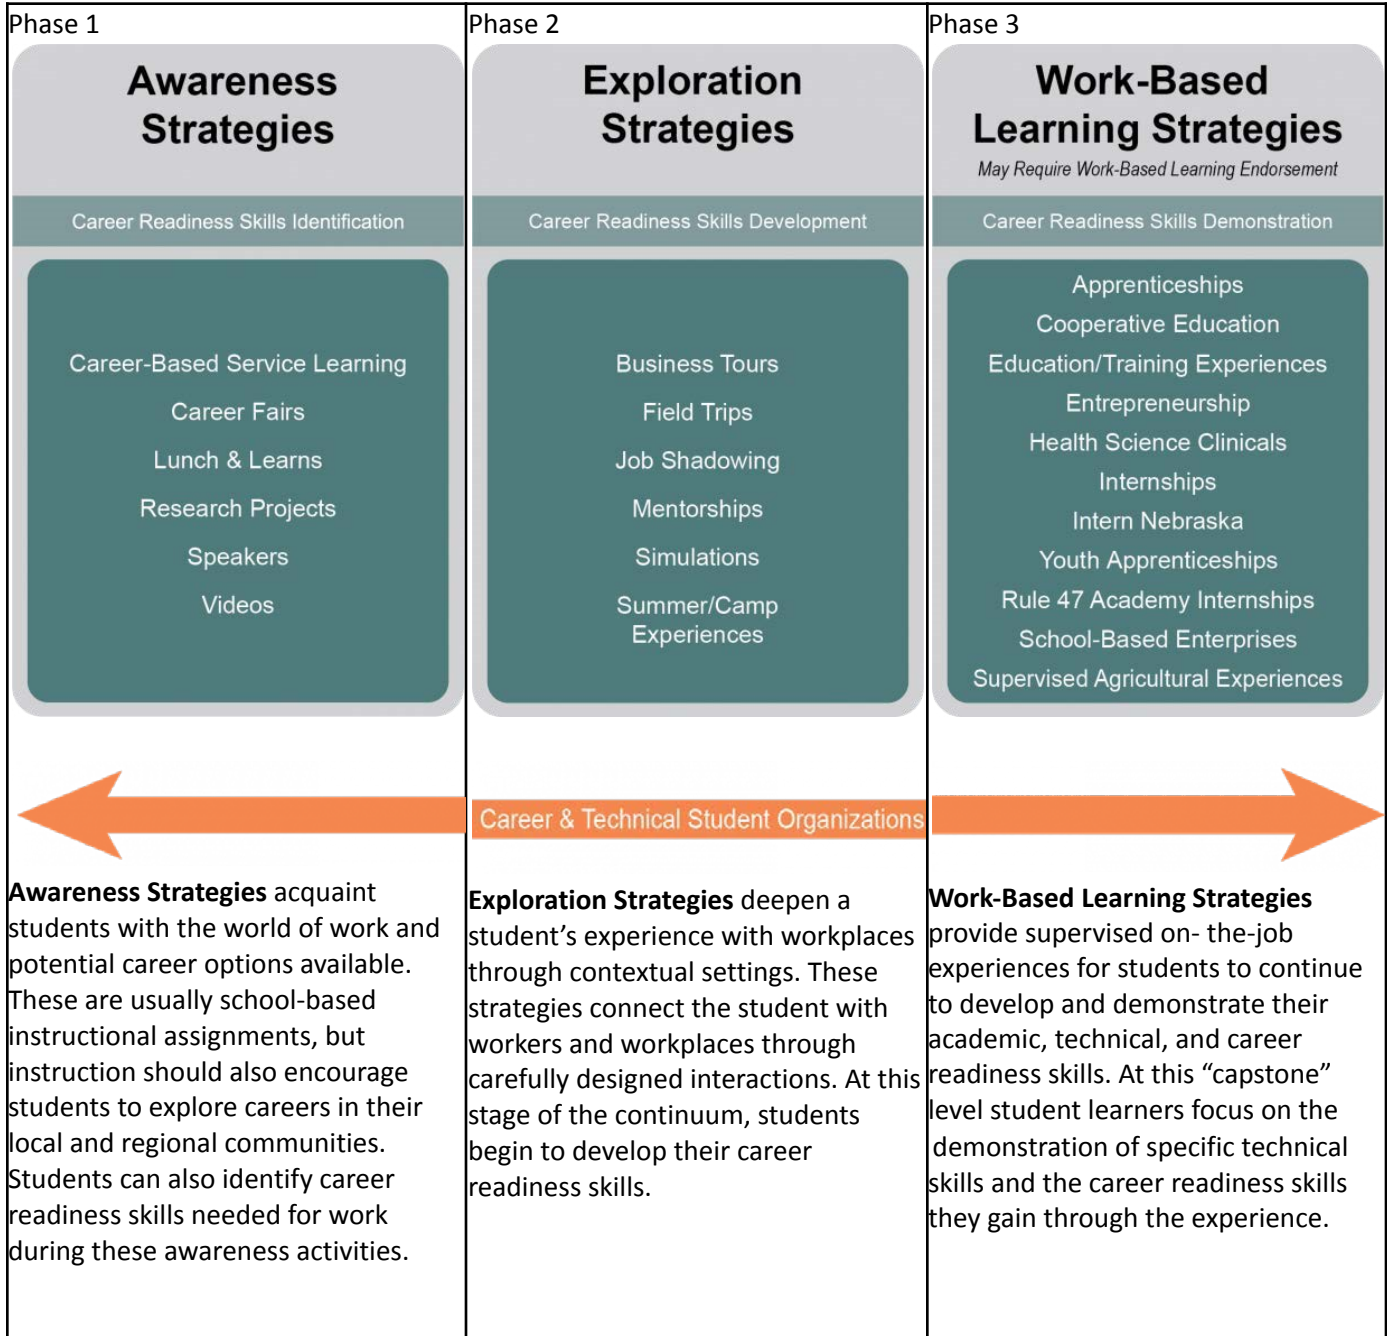 Phase 1
Awareness
Strategies
Career Readiness Skills Identification
Career-Based Service Learning
Career Fairs
Lunch & Learns
Research Projects
Speakers
Videos
Awareness Strategies acquaint
students with the world of work and
potential career options available.
These are usually school-based
instructional assignments, but
instruction should also encourage
students to explore careers in their
local and regional communities.
Students can also identify career
readiness skills needed for work
during these awareness activities.
Phase 2
Exploration
Strategies
Career Readiness Skills Development
Business Tours
Field Trips
Job Shadowing
Mentorships
Simulations
Summer/Camp
Experiences
Career & Technical Student Organizations
Exploration Strategies deepen a
student’s experience with workplaces
through contextual settings. These
strategies connect the student with
workers and workplaces through
carefully designed interactions. At this
stage of the continuum, students
begin to develop their career
readiness skills.
Phase 3
Work-Based
Learning Strategies
May Require Work-Based Learning Endorsement
Career Readiness Skills Demonstration
Apprenticeships
Cooperative Education
Education/Training Experiences
Entrepreneurship
Health Science Clinicals
Internships
Intern Nebraska
Youth Apprenticeships
Rule 47 Academy Internships
School-Based Enterprises
Supervised Agricultural Experiences
Work-Based Learning Strategies
provide supervised on- the-job
experiences for students to continue
to develop and demonstrate their
academic, technical, and career
readiness skills. At this “capstone”
level student learners focus on the
demonstration of specific technical
skills and the career readiness skills
they gain through the experience.